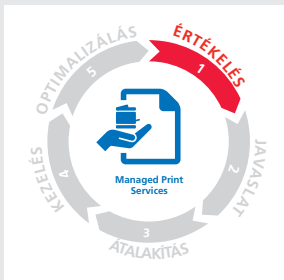 ÉRTÉKELÉS
1
JAVASLAT
2
ÁTALAKÍTÁS
3
KEZELÉS
4
OPTIMALIZÁLÁS
5
Managed Print
Services